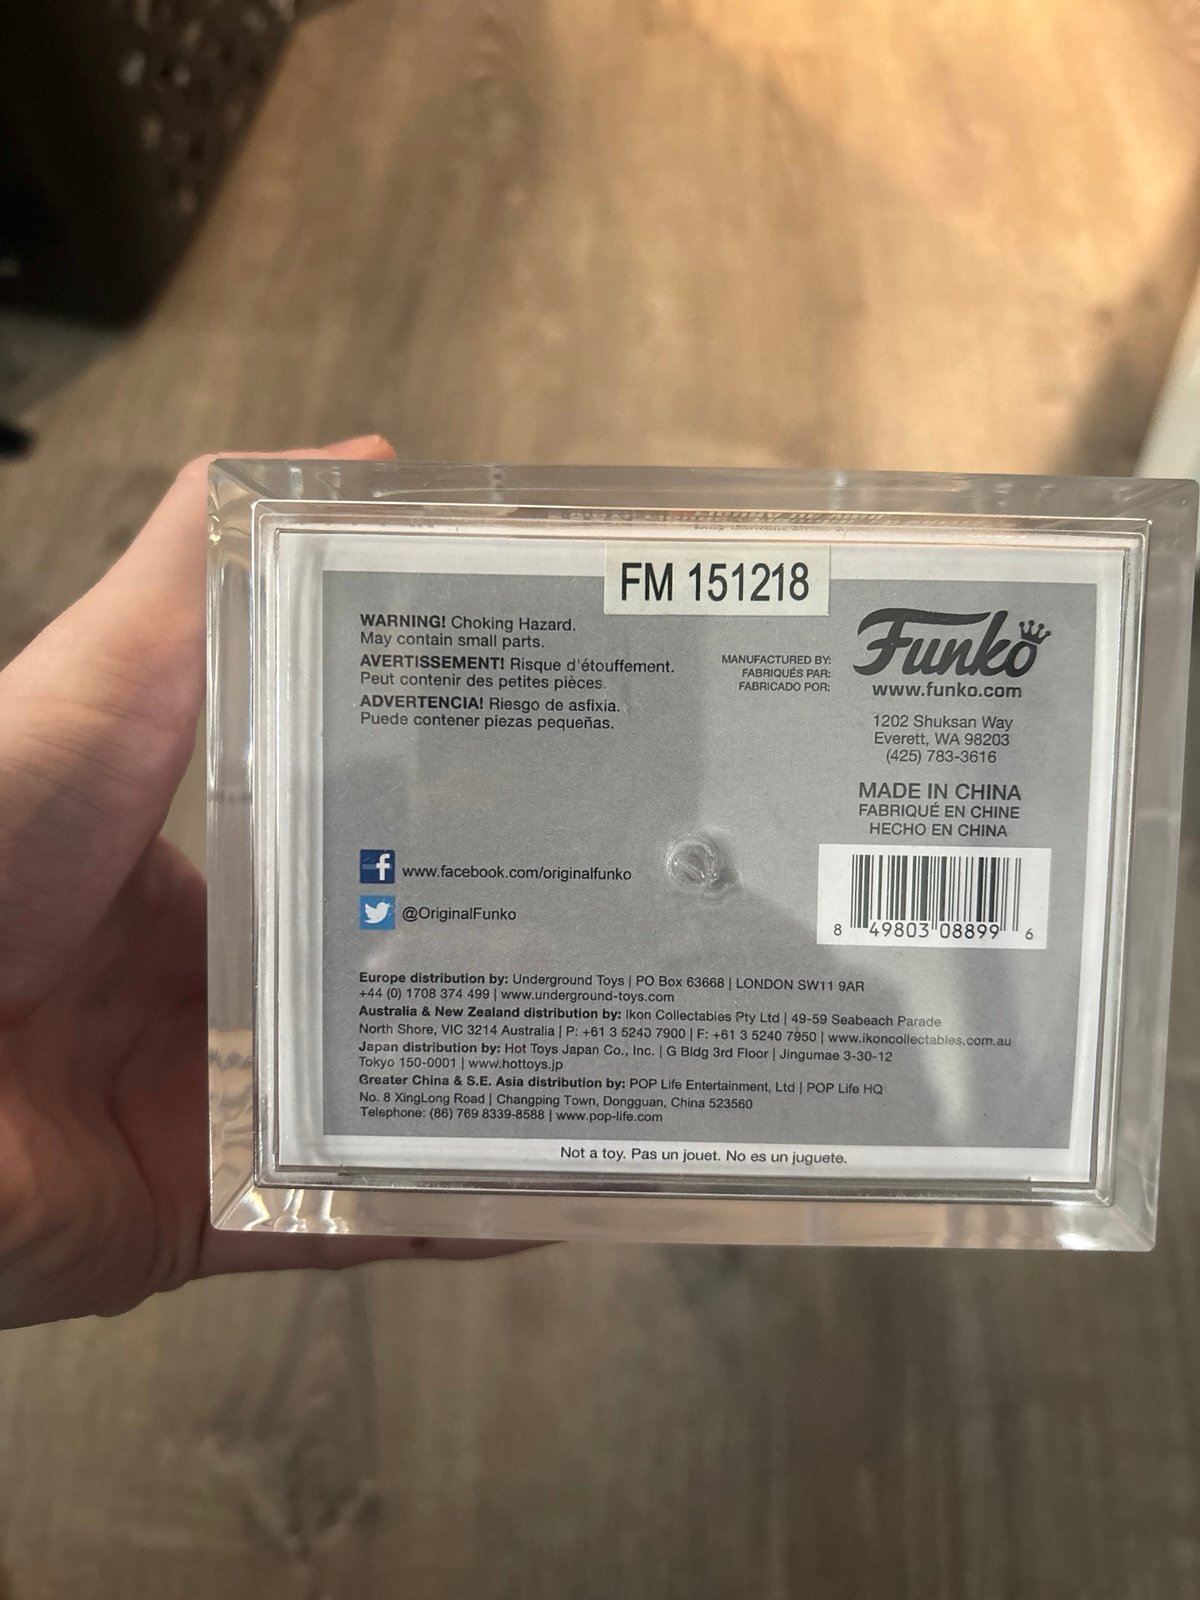 FM 151218
WARNING! Choking Hazard.
May contain small parts.
AVERTISSEMENT! Risque d'étouffement.
Peut contenir des petites pièces.
ADVERTENCIA! Riesgo de asfixia.
Puede contener piezas pequeñas.
MANUFACTURED BY:
FABRIQUÉS PAR:
FABRICADO POR:
Funko
www.funko.com
1202 Shuksan Way
Everett, WA 98203
(425) 783-3616
MADE IN CHINA
FABRIQUÉ EN CHINE
HECHO EN CHINA
f www.facebook.com/originalfunko
@OriginalFunko
8 49803 08899 6
Europe distribution by: Underground Toys | PO Box 63668 | LONDON SW11 9AR
+44 (0) 1708 374 499 | www.underground-toys.com
Australia & New Zealand distribution by: Ikon Collectables Pty Ltd | 49-59 Seabeach Parade
North Shore, VIC 3214 Australia | P: +61 3 5240 7900 | F: +61 3 5240 7950 | www.ikoncollectables.com.au
Japan distribution by: Hot Toys Japan Co., Inc. | G Bldg 3rd Floor | Jingumae 3-30-12
Tokyo 150-0001 | www.hottoys.jp
Greater China & S.E. Asia distribution by: POP Life Entertainment, Ltd | POP Life HQ
No. 8 XingLong Road | Changping Town, Dongguan, China 523560
Telephone: (86) 769 8339-8588 | www.pop-life.com
Not a toy. Pas un jouet. No es un juguete.